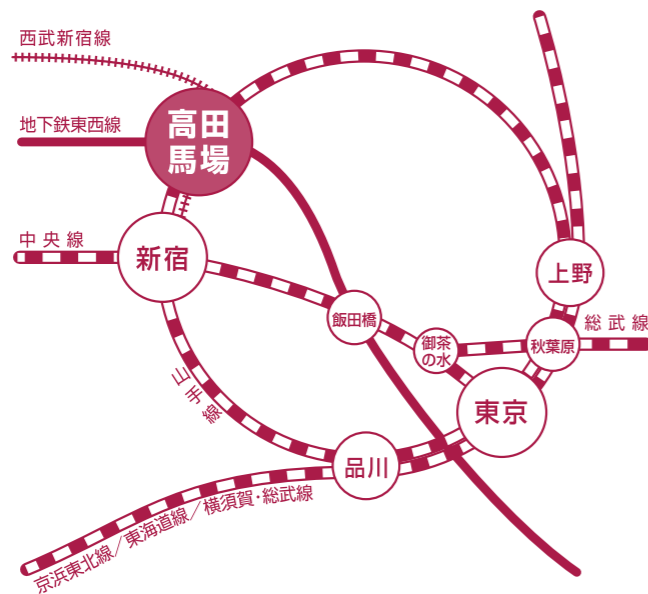 西武新宿線
地下鉄東西線
高田
馬場
中央線
新宿
上野
飯田橋
御茶
の水
秋葉原
総武線
山手線
東京
品川
京浜東北線/東海道線/横須賀・総武線